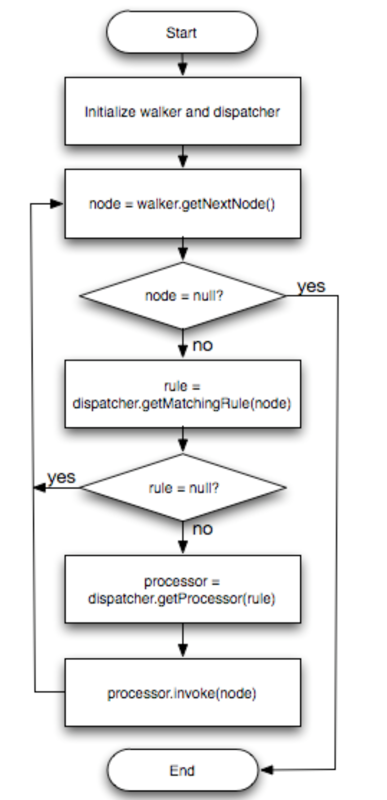 Start
Initialize walker and dispatcher
node = walker.getNextNode()
node = null?
yes
no
rule =
dispatcher.getMatchingRule(node)
yes
rule = null?
no
processor =
dispatcher.getProcessor(rule)
processor.invoke(node)
End